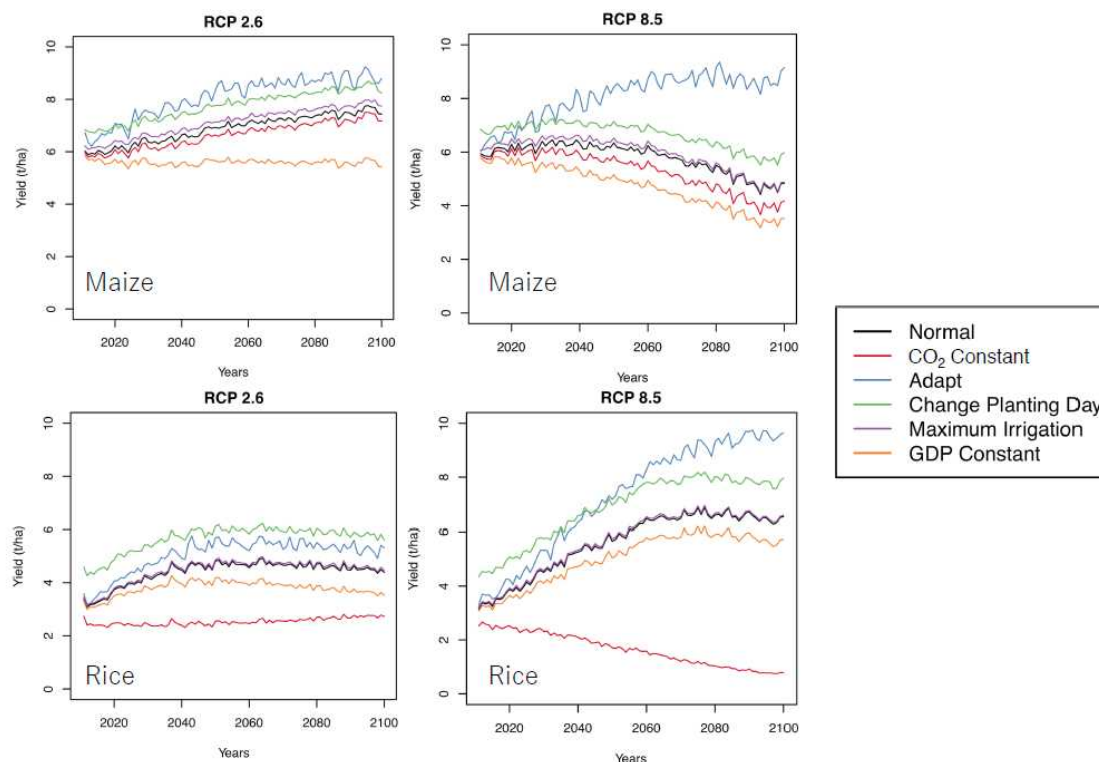 RCP 2.6
Yield (t/ha)
0
2
4
6
8
10
Maize
2020
2040
2060
2080
2100
Years
RCP 8.5
Yield (t/ha)
0
2
4
6
8
10
Maize
2020
2040
2060
2080
2100
Years
Normal
CO₂ Constant
Adapt
Change Planting Day
Maximum Irrigation
GDP Constant
RCP 2.6
Yield (t/ha)
0
2
4
6
8
10
Rice
2020
2040
2060
2080
2100
Years
RCP 8.5
Yield (t/ha)
0
2
4
6
8
10
Rice
2020
2040
2060
2080
2100
Years